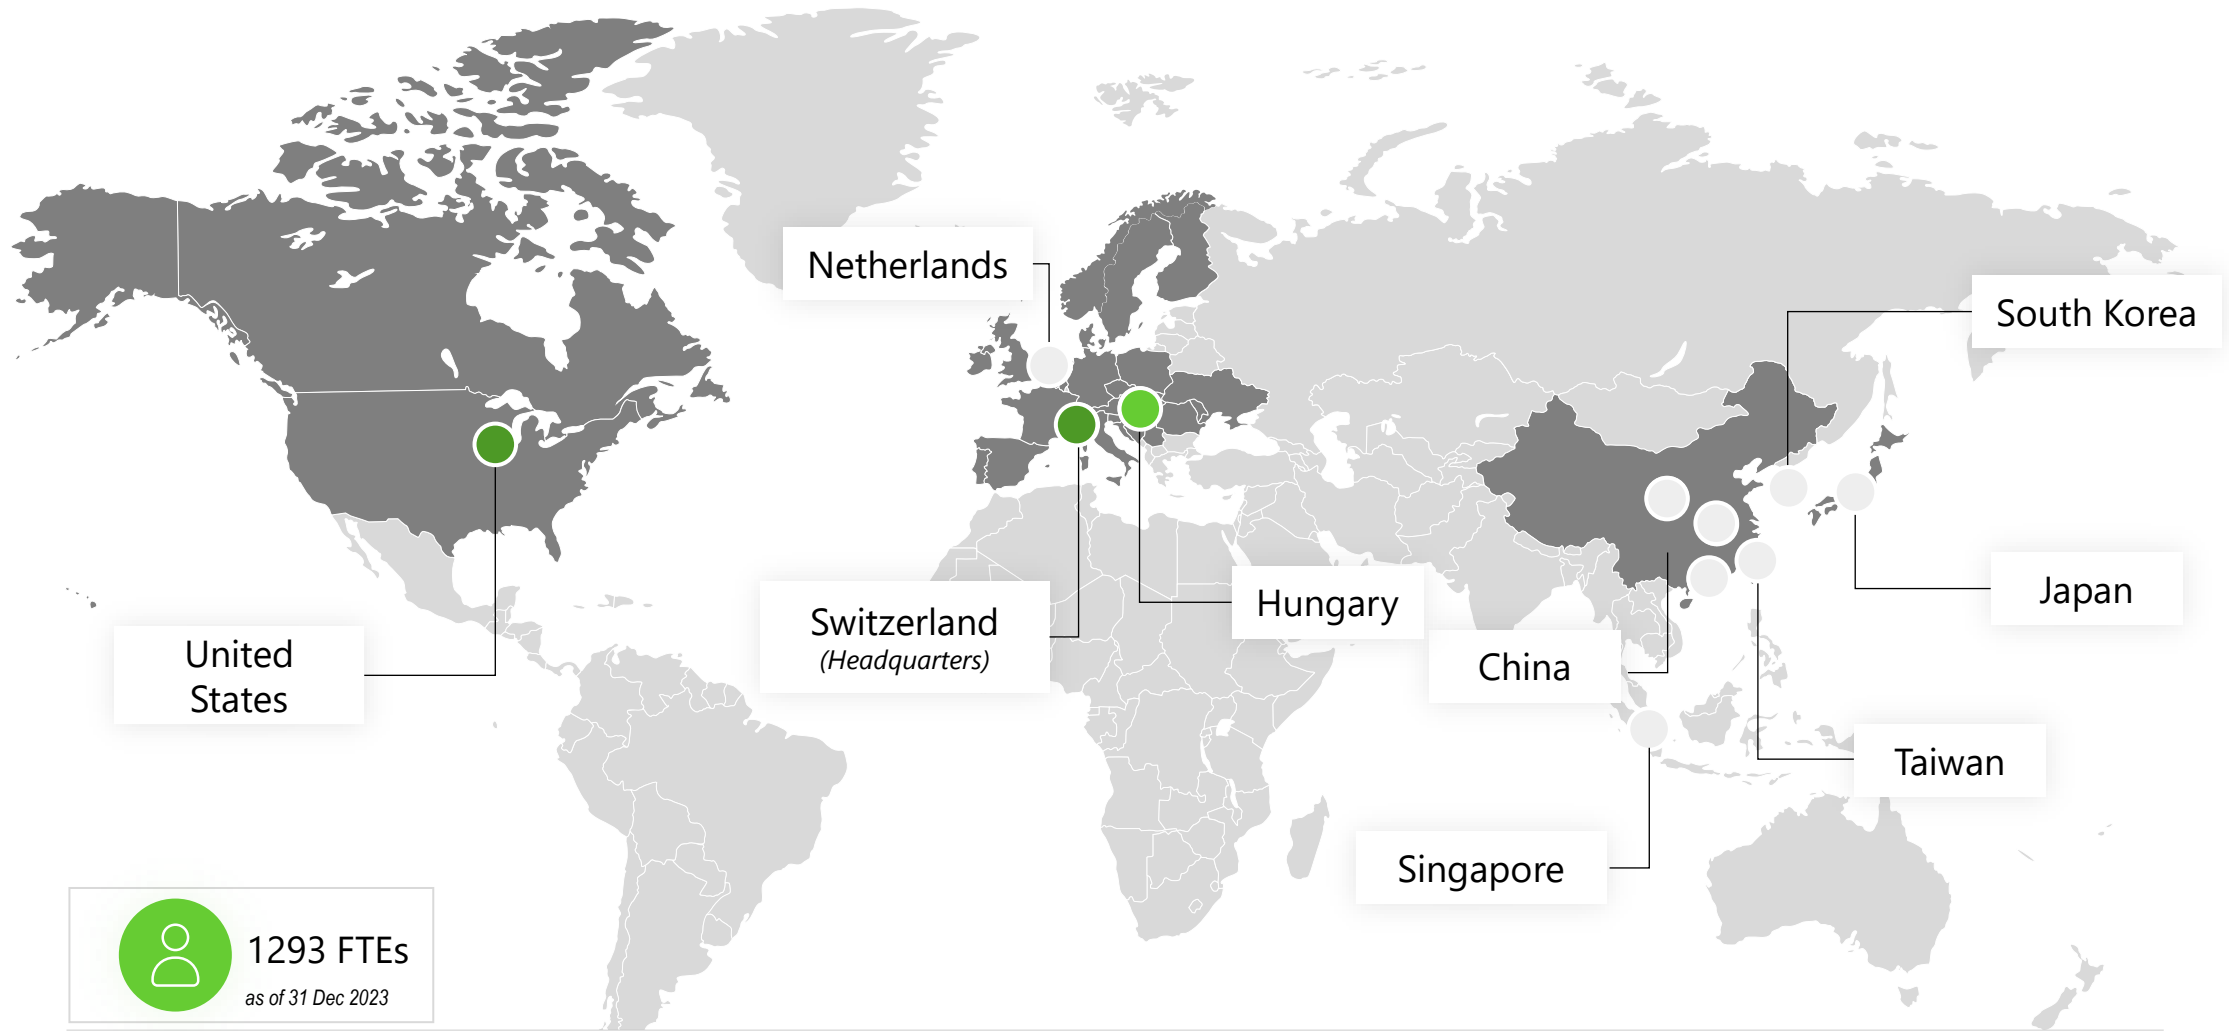 Netherlands
South Korea
United
States
Switzerland
(Headquarters)
Hungary
China
Japan
Taiwan
Singapore
1293 FTEs
as of 31 Dec 2023